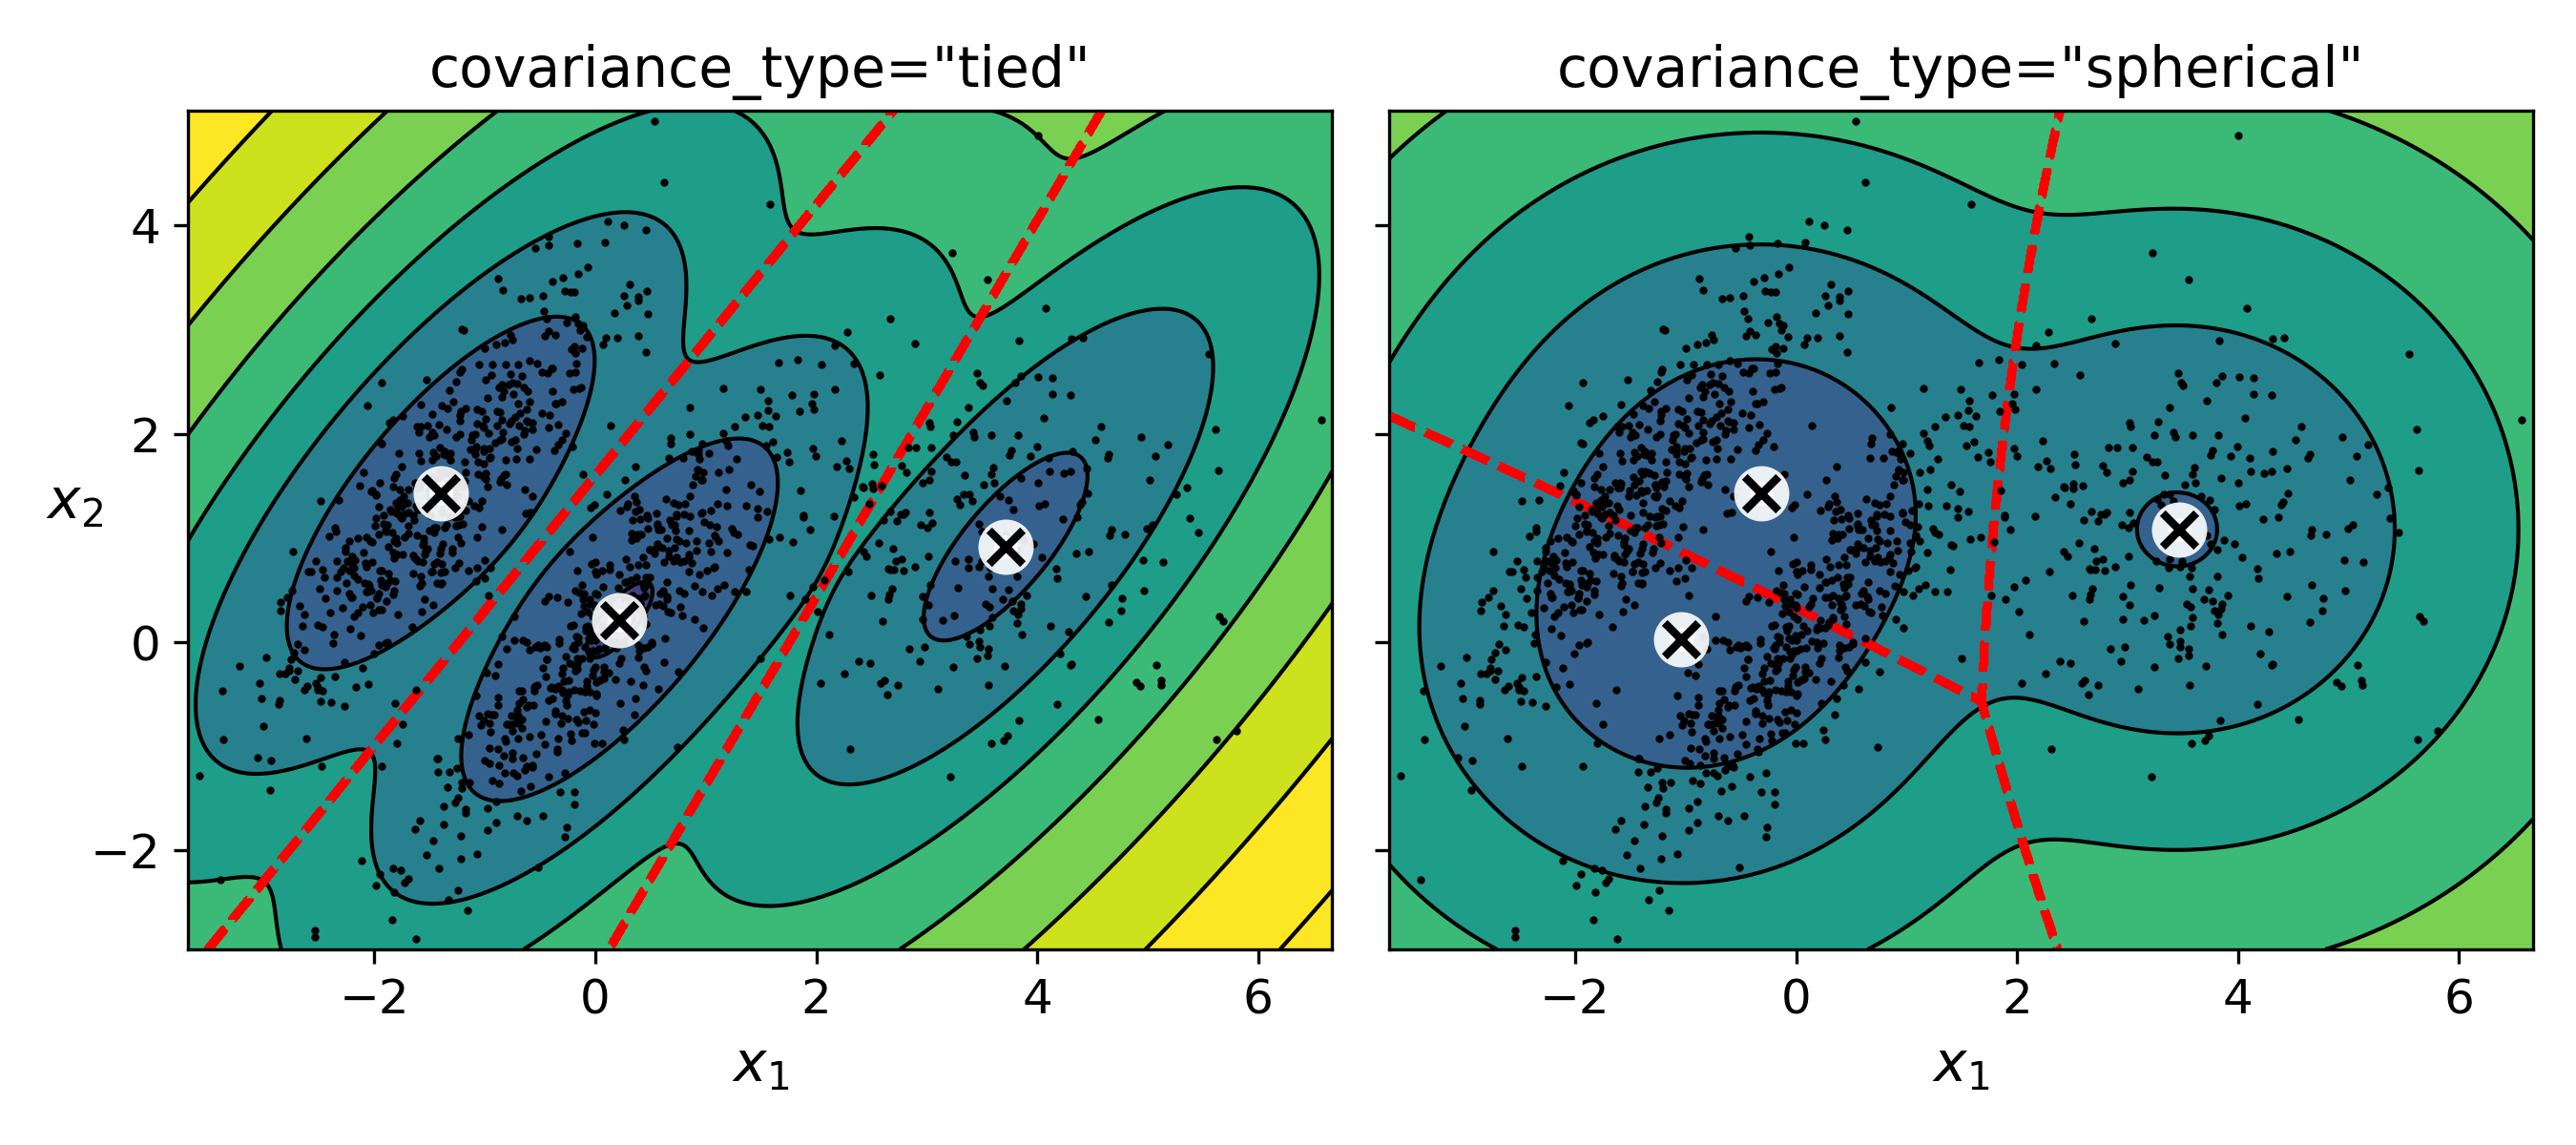 covariance_type="tied"
covariance_type="spherical"
x₂
4
2
0
−2
−2 0 2 4 6
−2 0 2 4 6
x₁
x₁